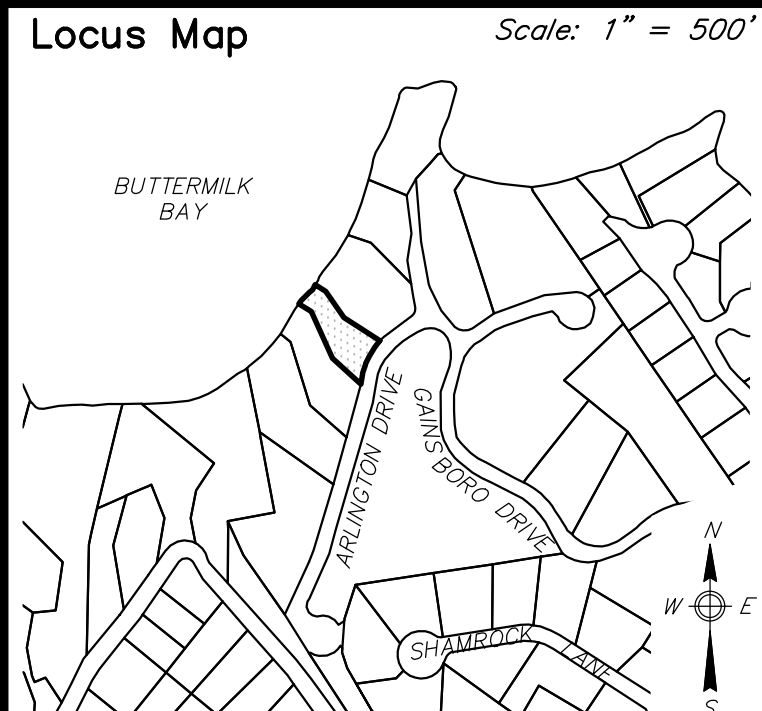 Locus Map
Scale: 1" = 500'
BUTTERMILK
BAY
ARLINGTON DRIVE
GAINSBORO DRIVE
SHAMROCK LANE
N
W E
S